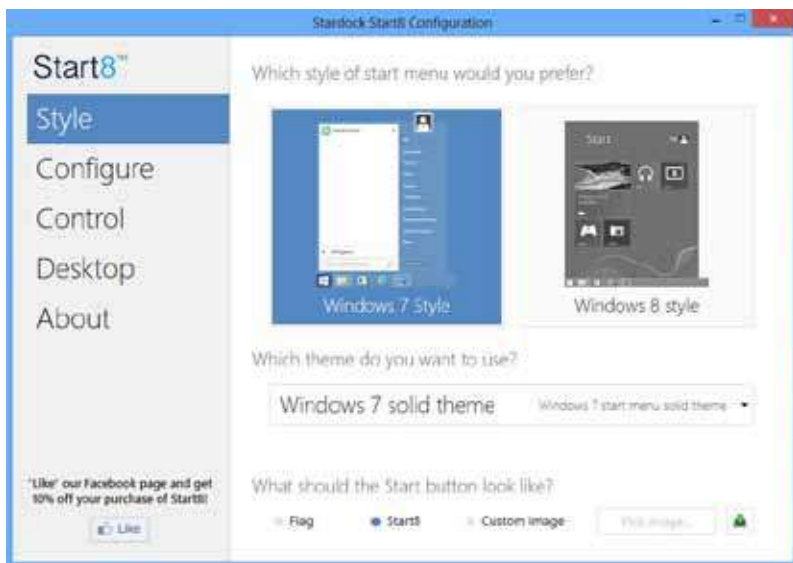 Stardock Start8 Configuration
Start8™
Style
Configure
Control
Desktop
About
"Like" our Facebook page and get
10% off your purchase of Start8!
Like
Which style of start menu would you prefer?
Start
Windows 7 Style
Windows 8 style
Which theme do you want to use?
Windows 7 solid theme
Windows 7 start menu solid theme
What should the Start button look like?
Flag
Start8
Custom image
Pick image...